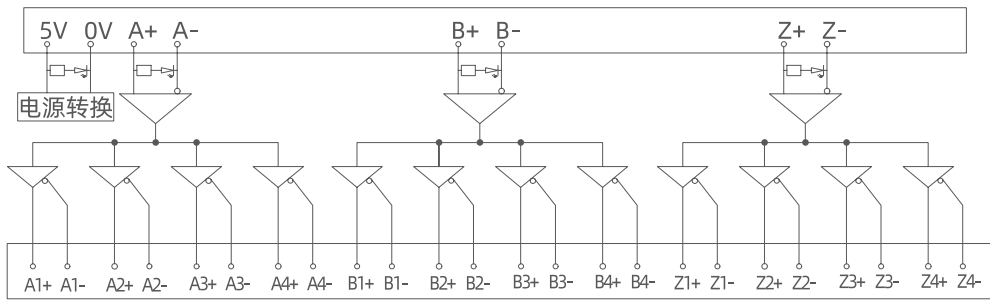 5V 0V A+ A- B+ B- Z+ Z-
电源转换
A1+ A1- A2+ A2- A3+ A3- A4+ A4- B1+ B1- B2+ B2- B3+ B3- B4+ B4- Z1+ Z1- Z2+ Z2- Z3+ Z3- Z4+ Z4-